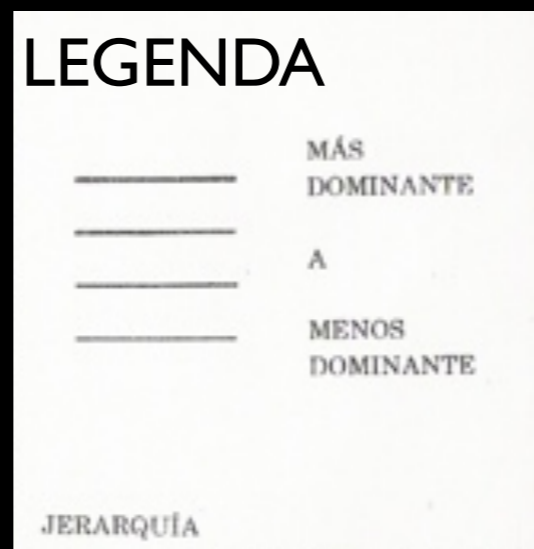 LEGENDA
MÁS
DOMINANTE
A
MENOS
DOMINANTE
JERARQUÍA